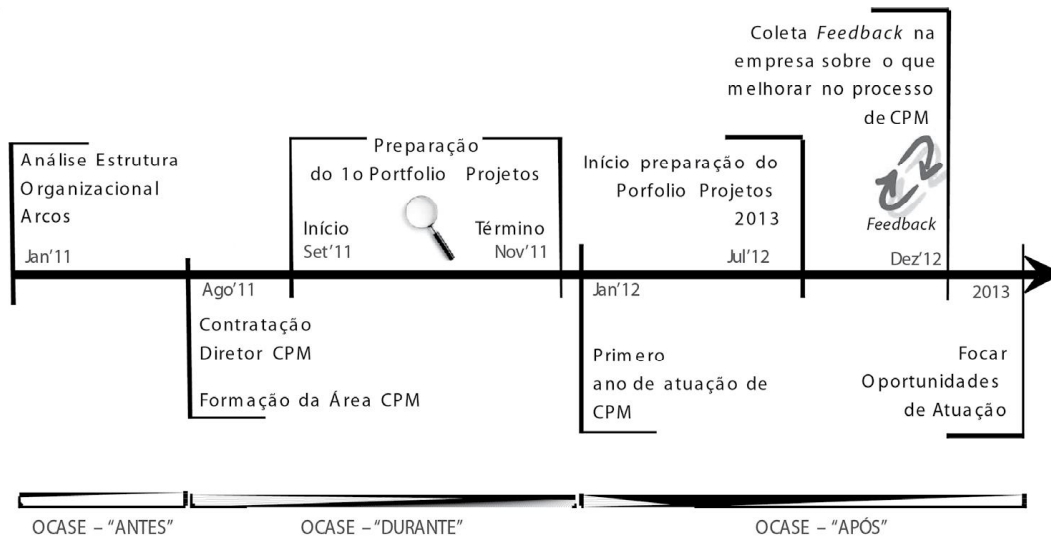 Coleta Feedback na
empresa sobre o que
melhorar no processo
de CPM
Feedback
Dez'12
Análise Estrutura
Organizacional
Arcos
Jan'11
Preparação
do 1o Portfolio Projetos
Início
Set'11
Término
Nov'11
Início preparação do
Porfolio Projetos
2013
Jul'12
Ago'11
Contratação
Diretor CPM
Formação da Área CPM
Jan'12
Primero
ano de atuação de
CPM
2013
Focar
Oportunidades
de Atuação
OCASE – “ANTES”
OCASE – “DURANTE”
OCASE – “APÓS”